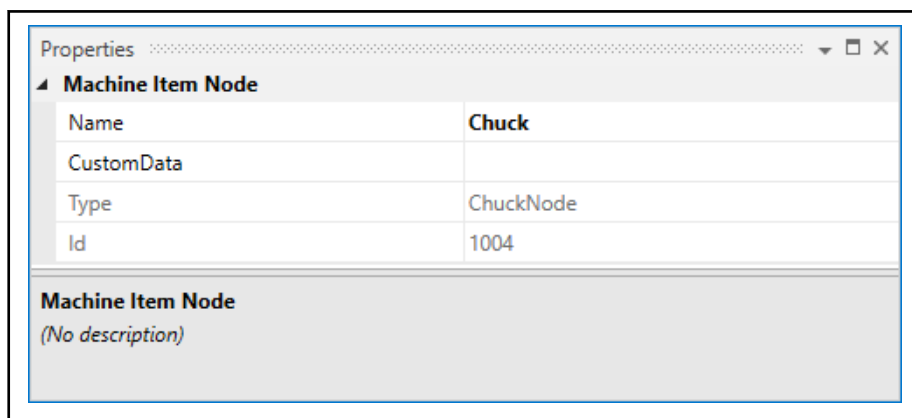 Properties
Machine Item Node
Name Chuck
CustomData
Type ChuckNode
Id 1004
Machine Item Node
(No description)